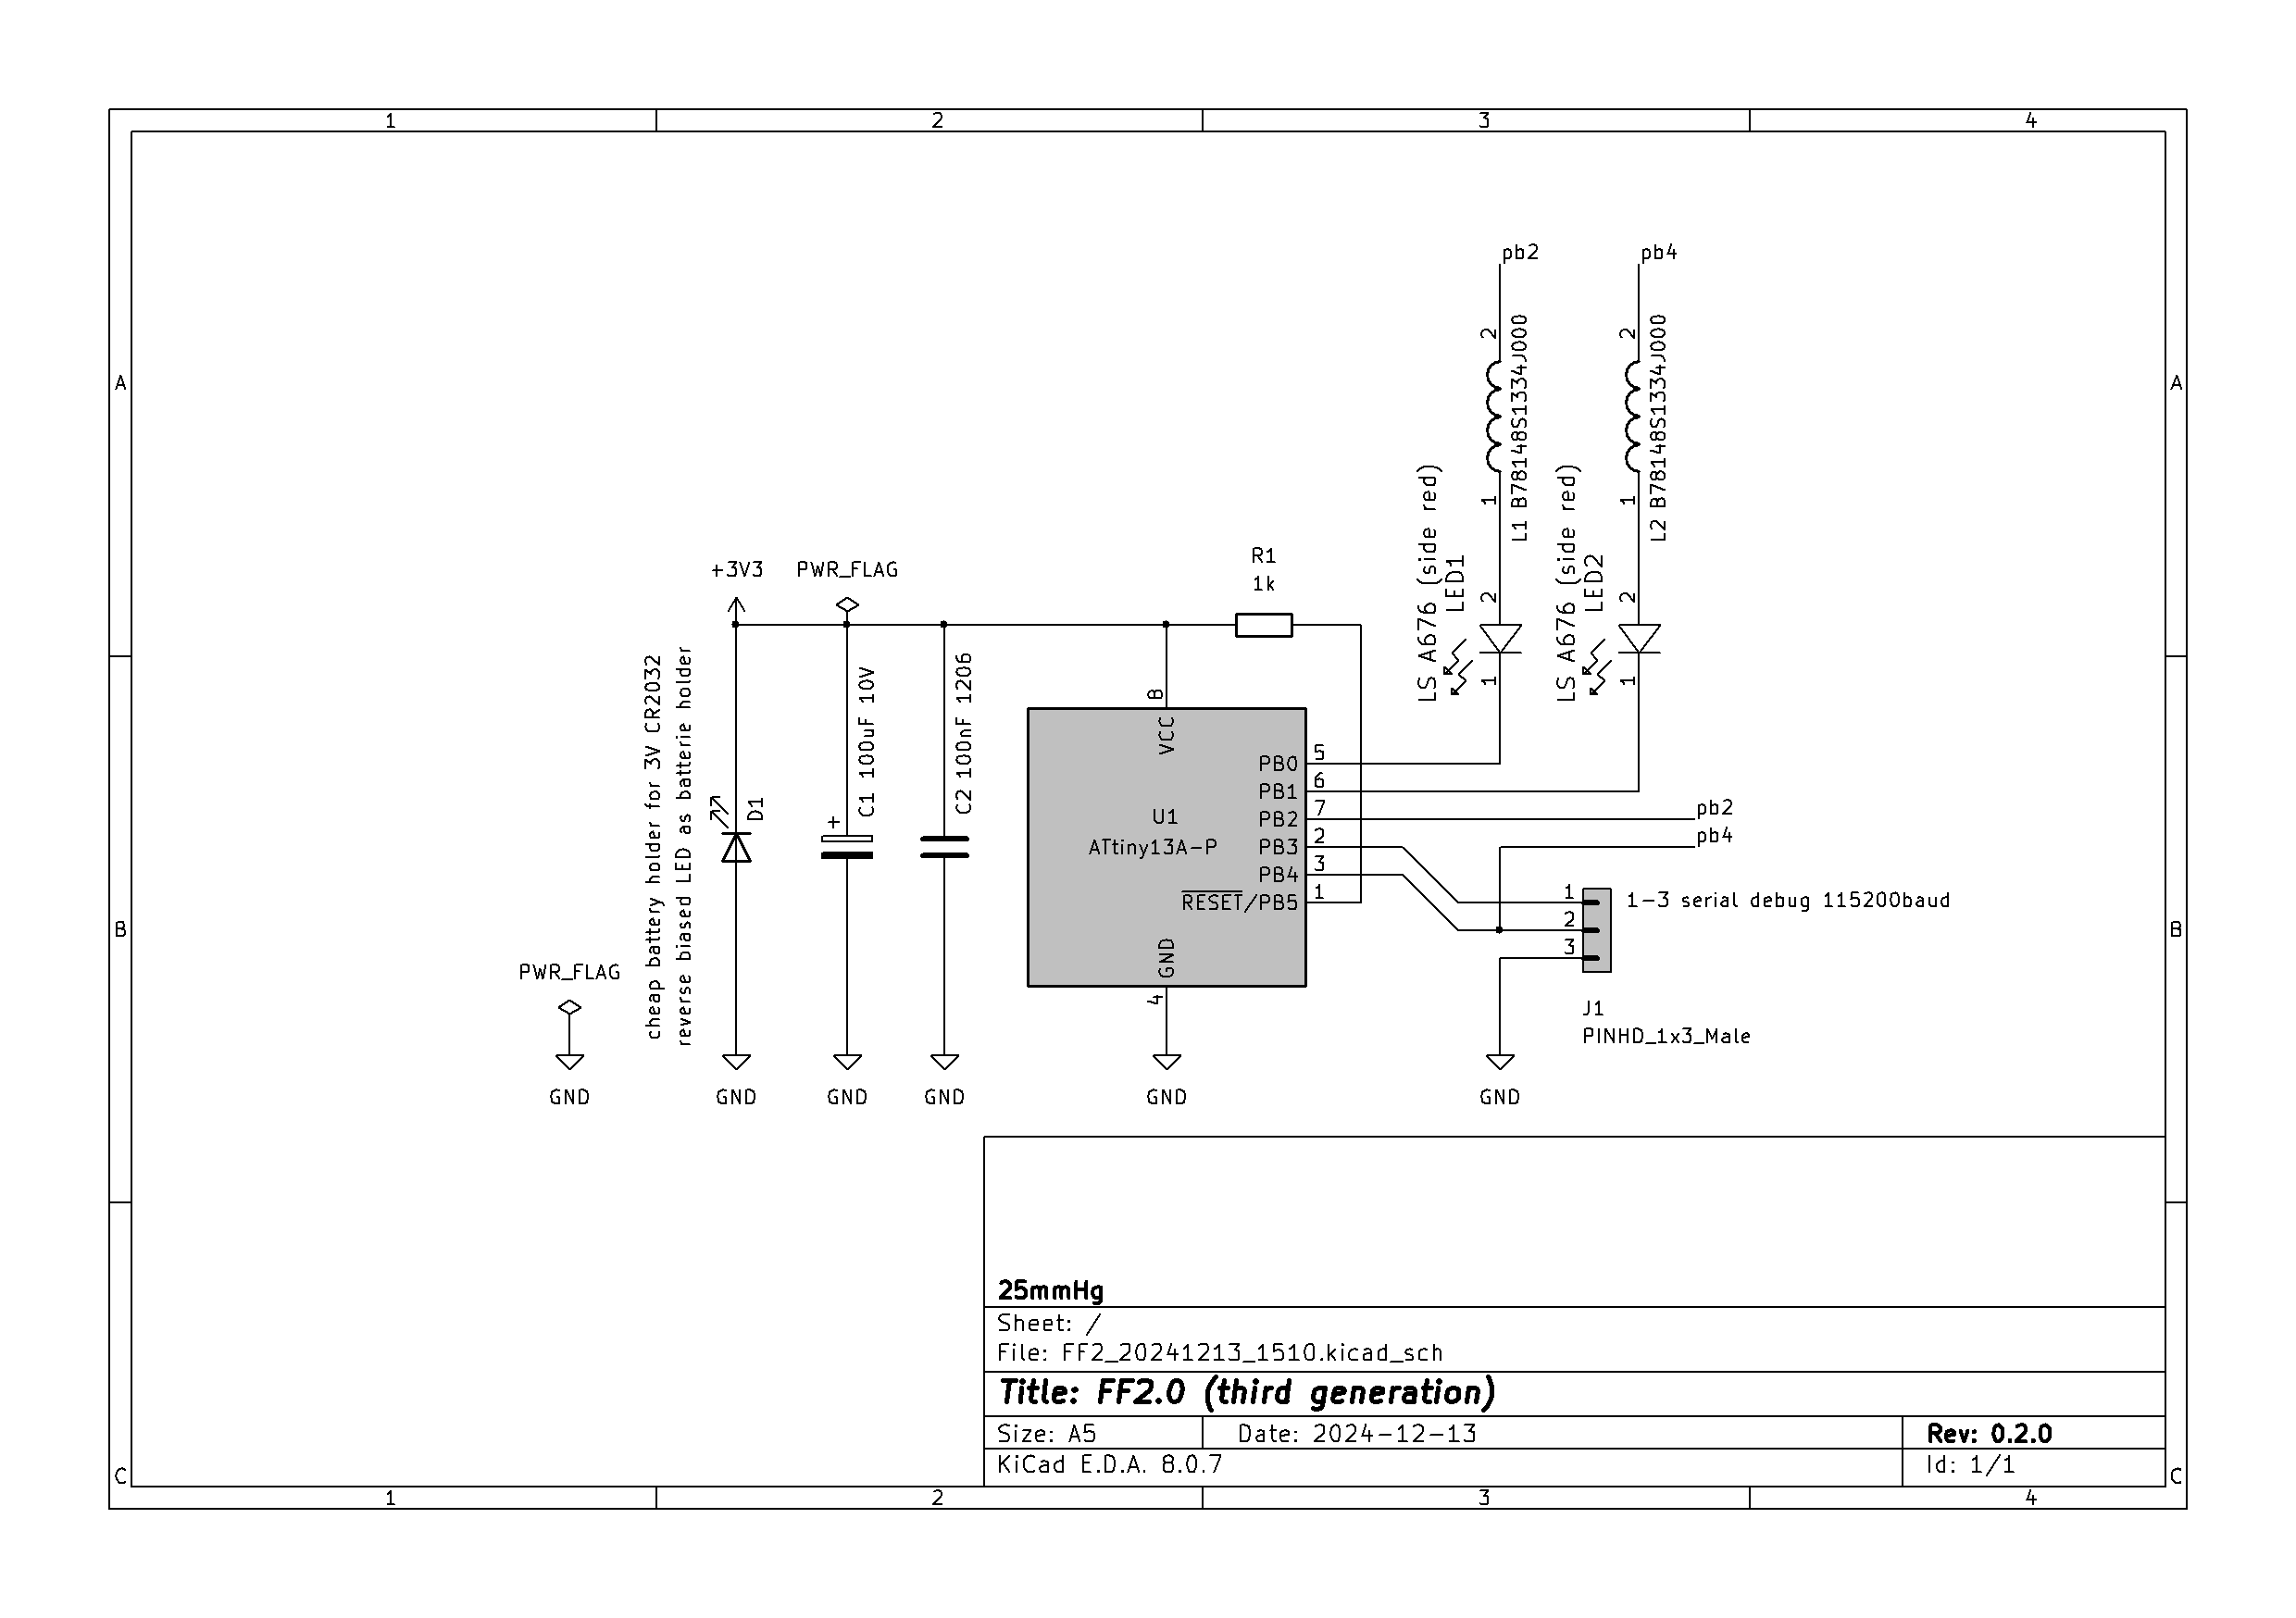 1 2 3 4
A A
B B
C C
pb2 pb4
2 2
L1 B78148S1334J000
L2 B78148S1334J000
1 1
LS A676 (side red)
LED1
LS A676 (side red)
LED2
2 2
1 1
+3V3 PWR_FLAG
R1
1k
cheap battery holder for 3V CR2032
reverse biased LED as batterie holder
D1
+
C1 100uF 10V
C2 100nF 1206
8
VCC
PB0 5
PB1 6
PB2 7
PB3 2
PB4 3
RESET/PB5 1
U1
ATtiny13A-P
GND
4
pb2
pb4
1 1-3 serial debug 115200baud
2
3
J1
PINHD_1x3_Male
PWR_FLAG
GND GND GND GND GND GND
25mmHg
Sheet: /
File: FF2_20241213_1510.kicad_sch
Title: FF2.0 (third generation)
Size: A5 Date: 2024-12-13 Rev: 0.2.0
KiCad E.D.A. 8.0.7 Id: 1/1
1 2 3 4